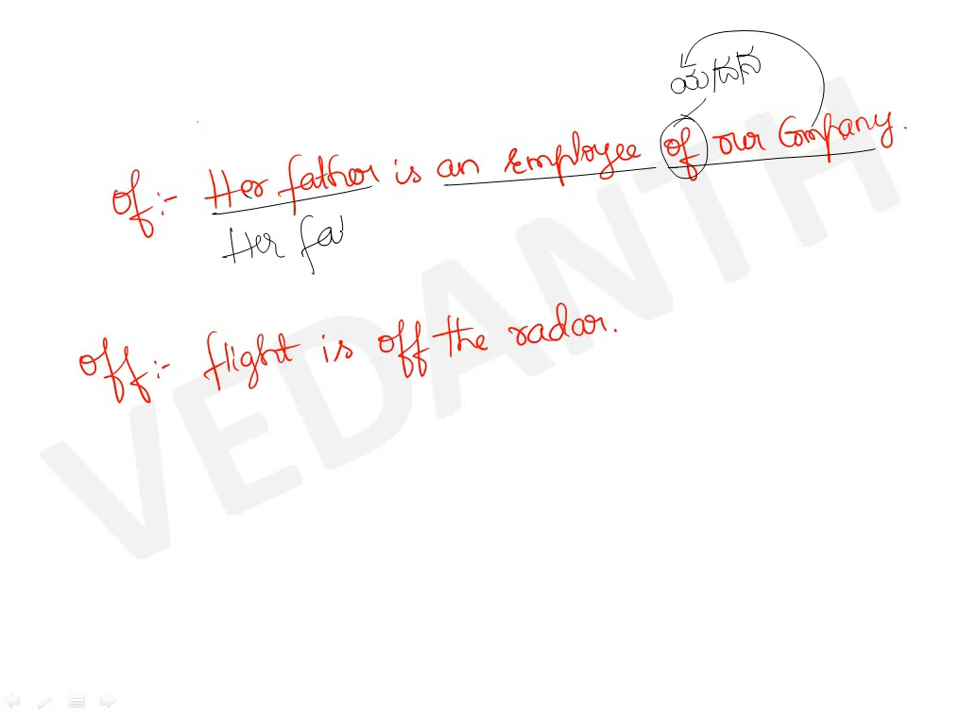 ಯ/ದ/ನ
of :- Her father is an employee of our Company.
Her fa
off :- flight is off the radar.
VEDANTH